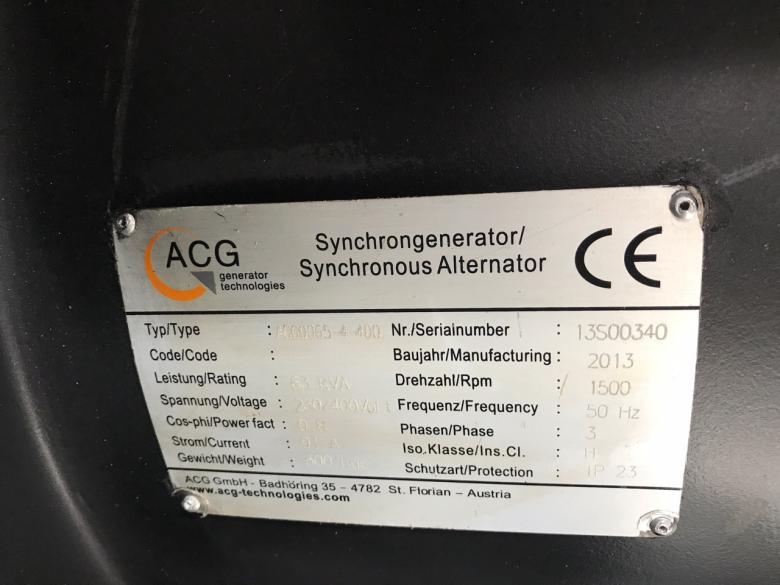 ACG
generator
technologies
Synchrongenerator/
Synchronous Alternator
CE
Typ/Type :
Nr./Seriainumber : 13S00340
Code/Code :
Baujahr/Manufacturing : 2013
Leistung/Rating : 63 kVA
Drehzahl/Rpm : 1500
Spannung/Voltage :
Frequenz/Frequency : 50 Hz
Cos-phi/Power fact : 0.8
Phasen/Phase : 3
Strom/Current : 91 A
Iso.Klasse/Ins.Cl. : H
Gewicht/Weight :
Schutzart/Protection : IP 23
ACG GmbH - Badhöring 35 – 4782 St. Florian – Austria
www.acg-technologies.com